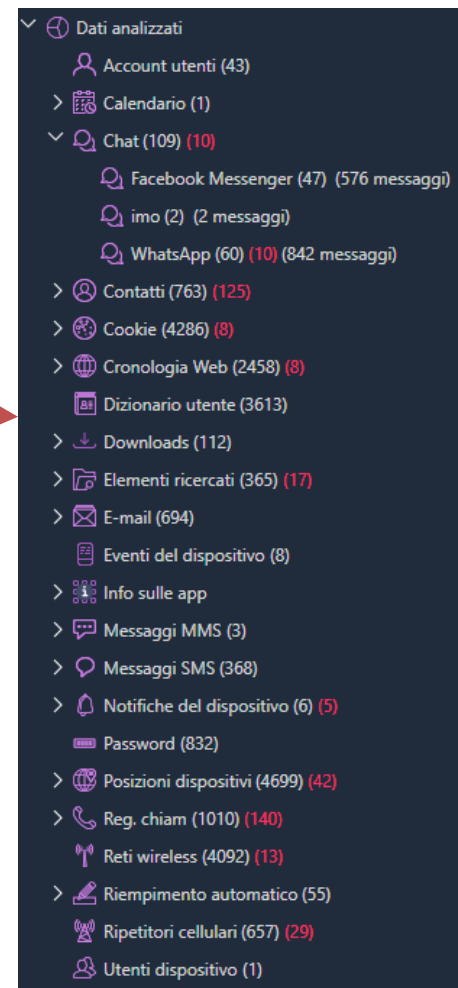 Dati analizzati
Account utenti (43)
Calendario (1)
Chat (109) (10)
Facebook Messenger (47) (576 messaggi)
imo (2) (2 messaggi)
WhatsApp (60) (10) (842 messaggi)
Contatti (763) (125)
Cookie (4286) (8)
Cronologia Web (2458) (8)
Dizionario utente (3613)
Downloads (112)
Elementi ricercati (365) (17)
E-mail (694)
Eventi del dispositivo (8)
Info sulle app
Messaggi MMS (3)
Messaggi SMS (368)
Notifiche del dispositivo (6) (5)
Password (832)
Posizioni dispositivi (4699) (42)
Reg. chiam (1010) (140)
Reti wireless (4092) (13)
Riempimento automatico (55)
Ripetitori cellulari (657) (29)
Utenti dispositivo (1)